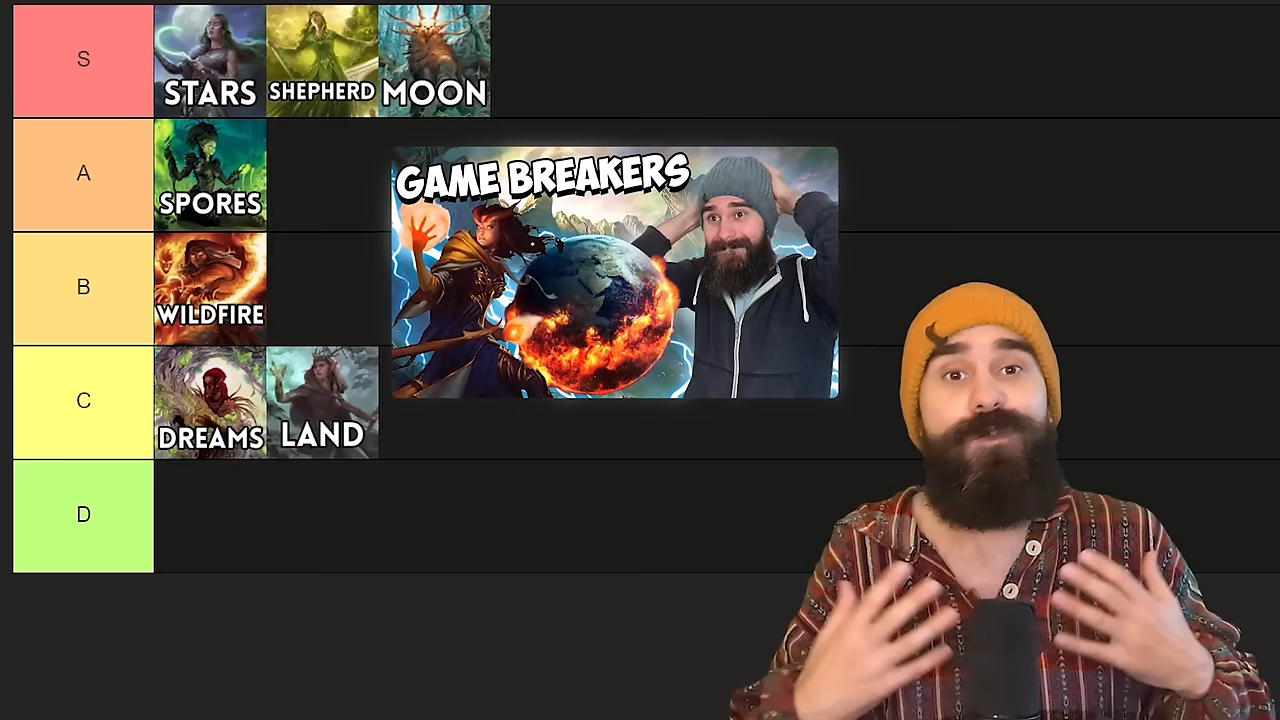 S
STARS
SHEPHERD
MOON
A
SPORES
GAME BREAKERS
B
WILDFIRE
C
DREAMS
LAND
D